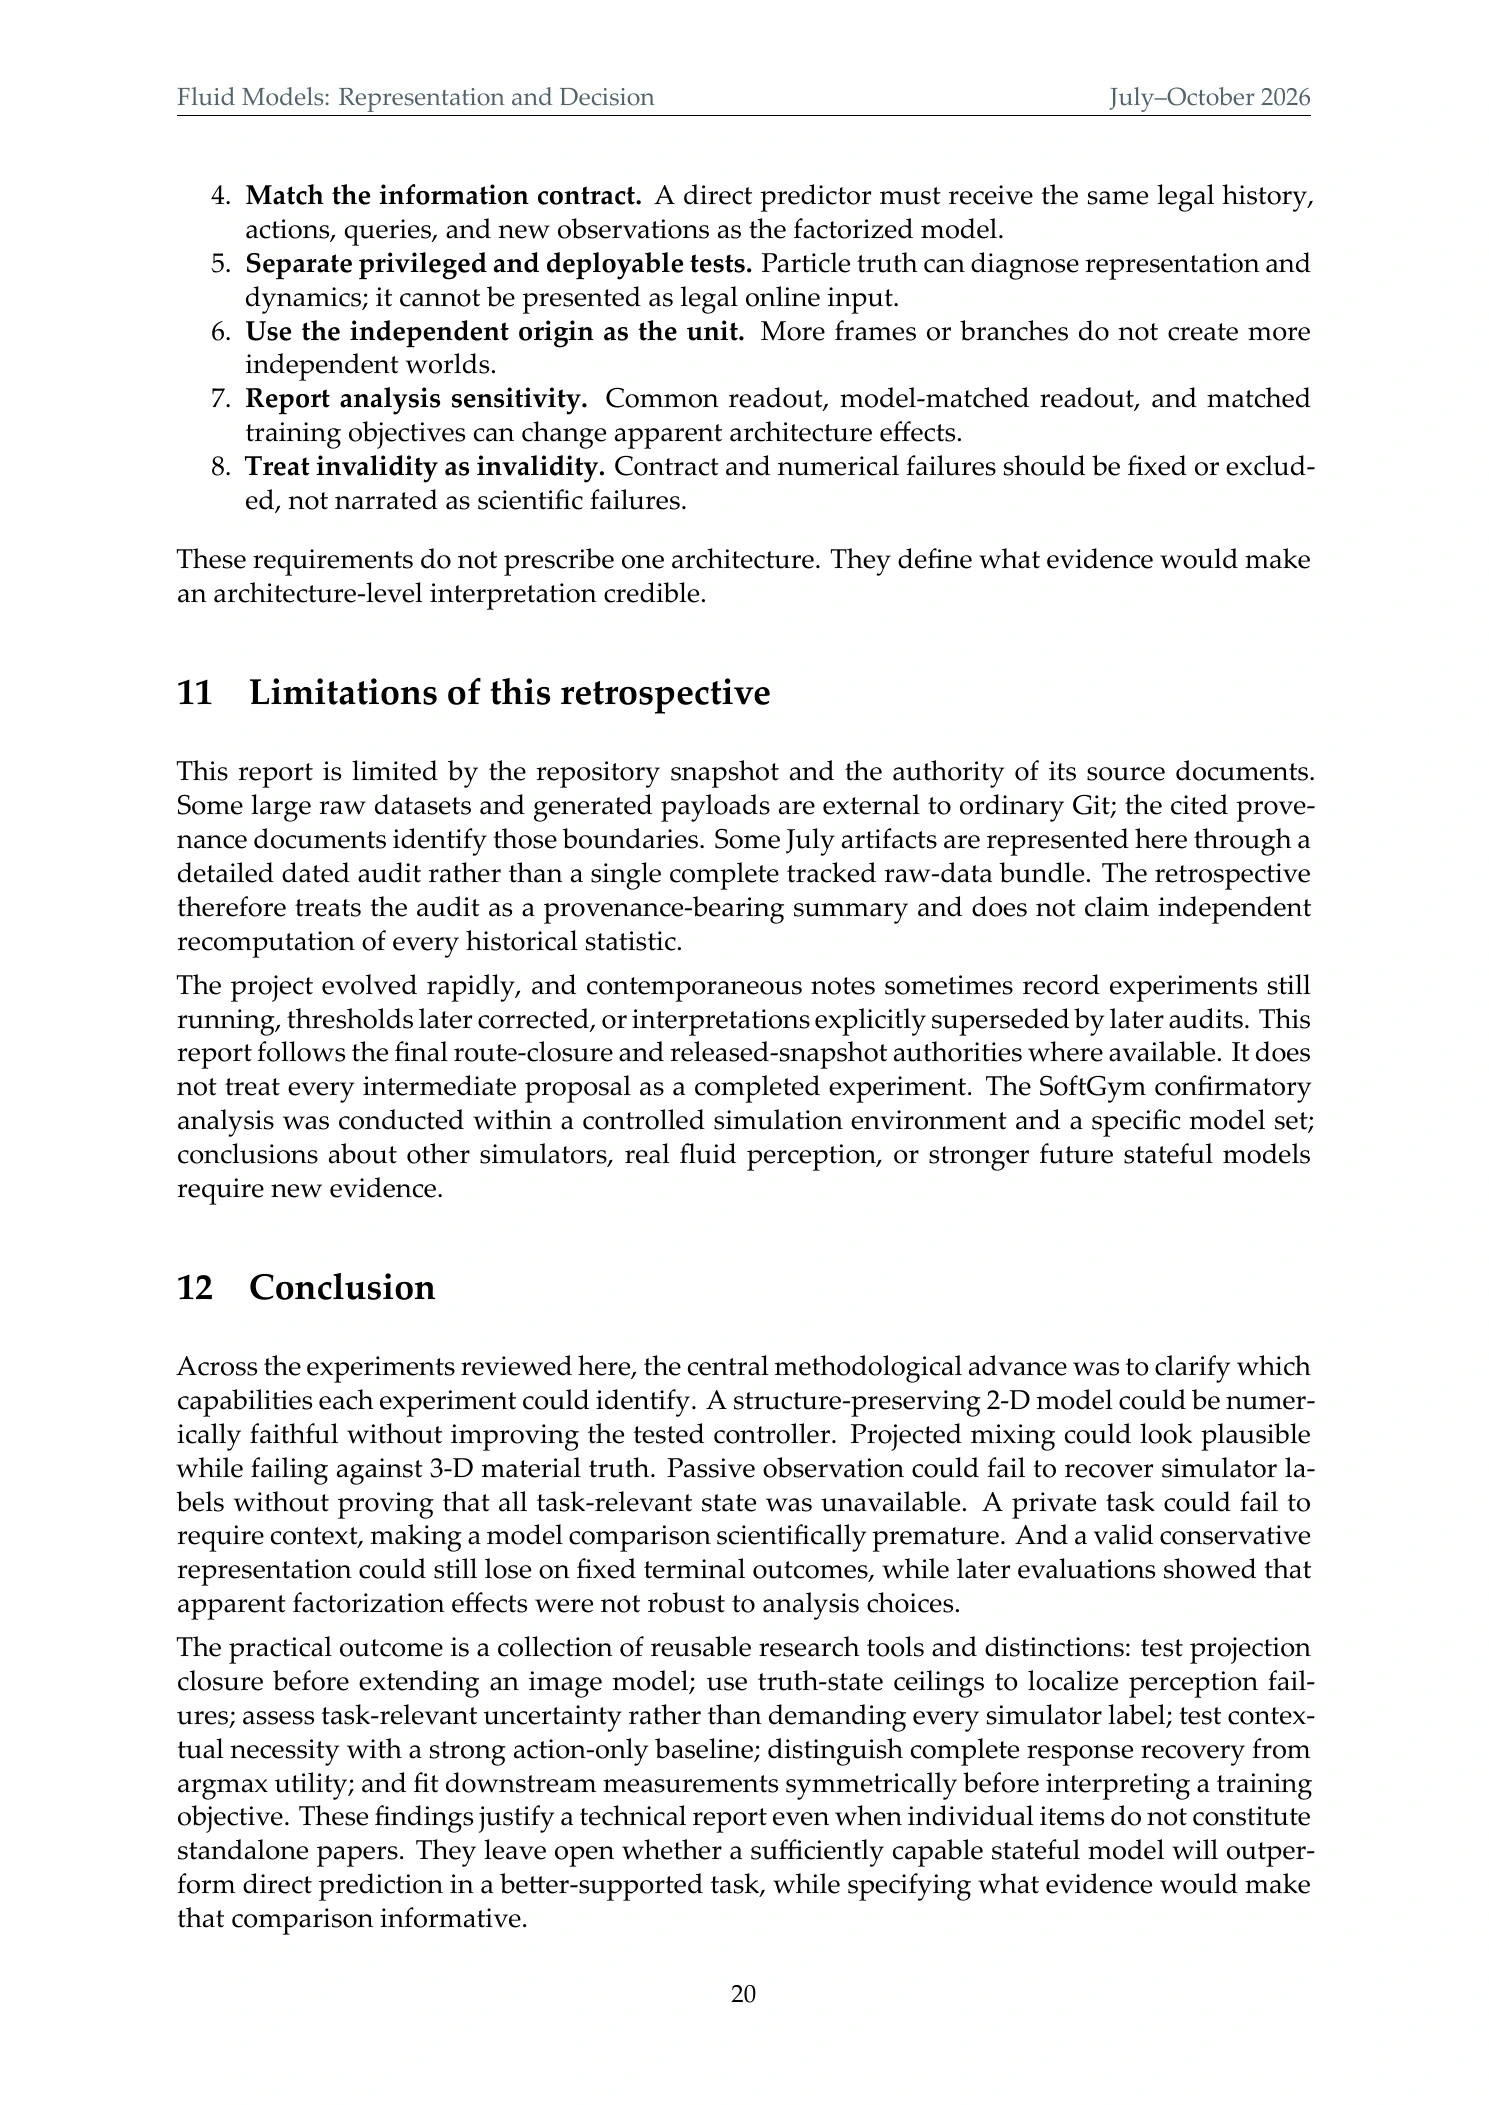 Fluid Models: Representation and Decision July–October 2026
4. Match the information contract. A direct predictor must receive the same legal history,
actions, queries, and new observations as the factorized model.
5. Separate privileged and deployable tests. Particle truth can diagnose representation and
dynamics; it cannot be presented as legal online input.
6. Use the independent origin as the unit. More frames or branches do not create more
independent worlds.
7. Report analysis sensitivity. Common readout, model-matched readout, and matched
training objectives can change apparent architecture effects.
8. Treat invalidity as invalidity. Contract and numerical failures should be fixed or exclud-
ed, not narrated as scientific failures.
These requirements do not prescribe one architecture. They define what evidence would make
an architecture-level interpretation credible.
11 Limitations of this retrospective
This report is limited by the repository snapshot and the authority of its source documents.
Some large raw datasets and generated payloads are external to ordinary Git; the cited prove-
nance documents identify those boundaries. Some July artifacts are represented here through a
detailed dated audit rather than a single complete tracked raw-data bundle. The retrospective
therefore treats the audit as a provenance-bearing summary and does not claim independent
recomputation of every historical statistic.
The project evolved rapidly, and contemporaneous notes sometimes record experiments still
running, thresholds later corrected, or interpretations explicitly superseded by later audits. This
report follows the final route-closure and released-snapshot authorities where available. It does
not treat every intermediate proposal as a completed experiment. The SoftGym confirmatory
analysis was conducted within a controlled simulation environment and a specific model set;
conclusions about other simulators, real fluid perception, or stronger future stateful models
require new evidence.
12 Conclusion
Across the experiments reviewed here, the central methodological advance was to clarify which
capabilities each experiment could identify. A structure-preserving 2-D model could be numer-
ically faithful without improving the tested controller. Projected mixing could look plausible
while failing against 3-D material truth. Passive observation could fail to recover simulator la-
bels without proving that all task-relevant state was unavailable. A private task could fail to
require context, making a model comparison scientifically premature. And a valid conservative
representation could still lose on fixed terminal outcomes, while later evaluations showed that
apparent factorization effects were not robust to analysis choices.
The practical outcome is a collection of reusable research tools and distinctions: test projection
closure before extending an image model; use truth-state ceilings to localize perception fail-
ures; assess task-relevant uncertainty rather than demanding every simulator label; test contex-
tual necessity with a strong action-only baseline; distinguish complete response recovery from
argmax utility; and fit downstream measurements symmetrically before interpreting a training
objective. These findings justify a technical report even when individual items do not constitute
standalone papers. They leave open whether a sufficiently capable stateful model will outper-
form direct prediction in a better-supported task, while specifying what evidence would make
that comparison informative.
20